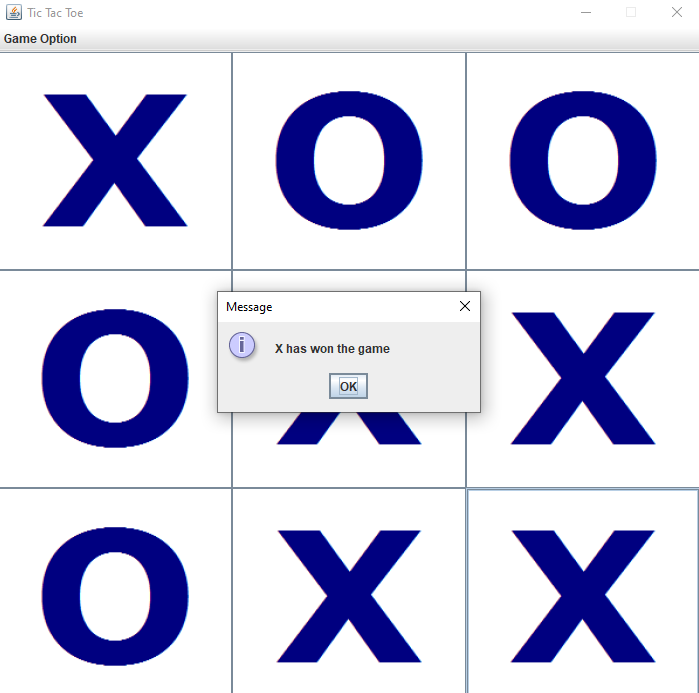 Tic Tac Toe
Game Option
X O O
Message
X has won the game
OK
O X X
O X X